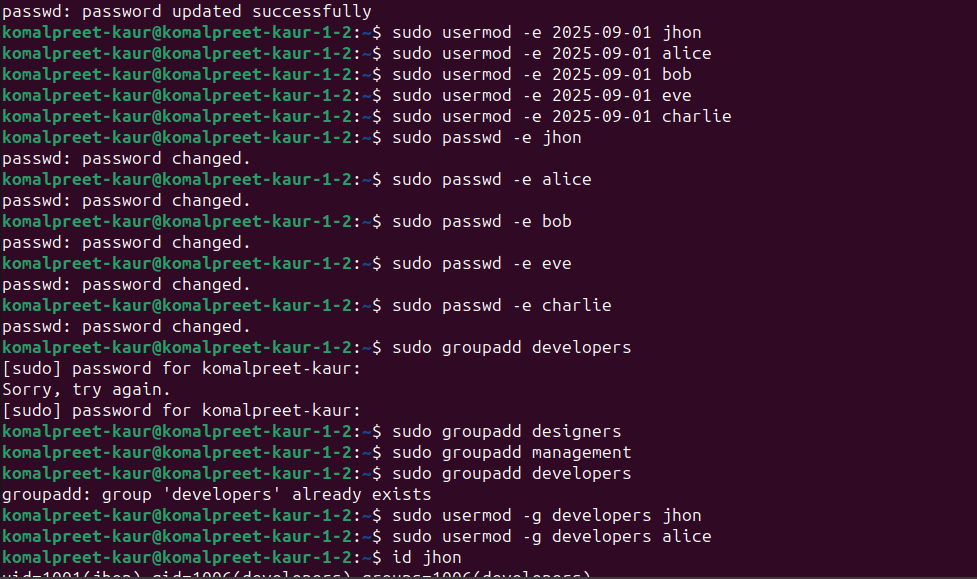 passwd: password updated successfully
komalpreet-kaur@komalpreet-kaur-1-2:~$ sudo usermod -e 2025-09-01 jhon
komalpreet-kaur@komalpreet-kaur-1-2:~$ sudo usermod -e 2025-09-01 alice
komalpreet-kaur@komalpreet-kaur-1-2:~$ sudo usermod -e 2025-09-01 bob
komalpreet-kaur@komalpreet-kaur-1-2:~$ sudo usermod -e 2025-09-01 eve
komalpreet-kaur@komalpreet-kaur-1-2:~$ sudo usermod -e 2025-09-01 charlie
komalpreet-kaur@komalpreet-kaur-1-2:~$ sudo passwd -e jhon
passwd: password changed.
komalpreet-kaur@komalpreet-kaur-1-2:~$ sudo passwd -e alice
passwd: password changed.
komalpreet-kaur@komalpreet-kaur-1-2:~$ sudo passwd -e bob
passwd: password changed.
komalpreet-kaur@komalpreet-kaur-1-2:~$ sudo passwd -e eve
passwd: password changed.
komalpreet-kaur@komalpreet-kaur-1-2:~$ sudo passwd -e charlie
passwd: password changed.
komalpreet-kaur@komalpreet-kaur-1-2:~$ sudo groupadd developers
[sudo] password for komalpreet-kaur:
Sorry, try again.
[sudo] password for komalpreet-kaur:
komalpreet-kaur@komalpreet-kaur-1-2:~$ sudo groupadd designers
komalpreet-kaur@komalpreet-kaur-1-2:~$ sudo groupadd management
komalpreet-kaur@komalpreet-kaur-1-2:~$ sudo groupadd developers
groupadd: group 'developers' already exists
komalpreet-kaur@komalpreet-kaur-1-2:~$ sudo usermod -g developers jhon
komalpreet-kaur@komalpreet-kaur-1-2:~$ sudo usermod -g developers alice
komalpreet-kaur@komalpreet-kaur-1-2:~$ id jhon
uid=1001(jhon) gid=1006(developers) groups=1006(developers)